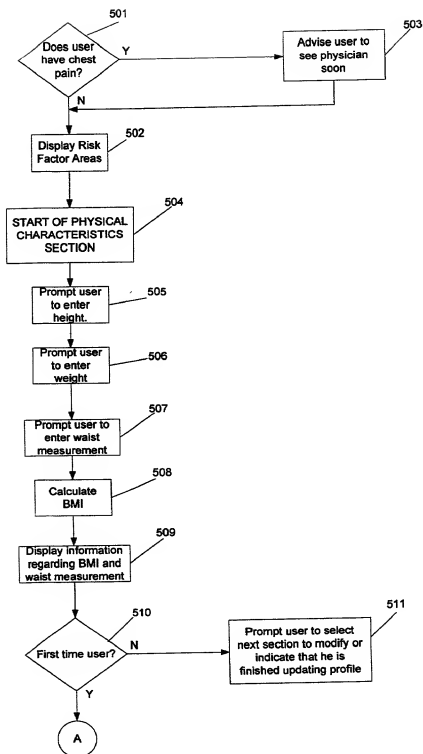 501
Does user
have chest
pain?
Y
N
Advise user to
see physician
soon
503
Display Risk
Factor Areas
502
START OF PHYSICAL
CHARACTERISTICS
SECTION
504
Prompt user
to enter
height.
505
Prompt user
to enter
weight
506
Prompt user to
enter waist
measurement
507
Calculate
BMI
508
Display information
regarding BMI and
waist measurement
509
510
First time user?
N
Y
Prompt user to select
next section to modify or
indicate that he is
finished updating profile
511
A